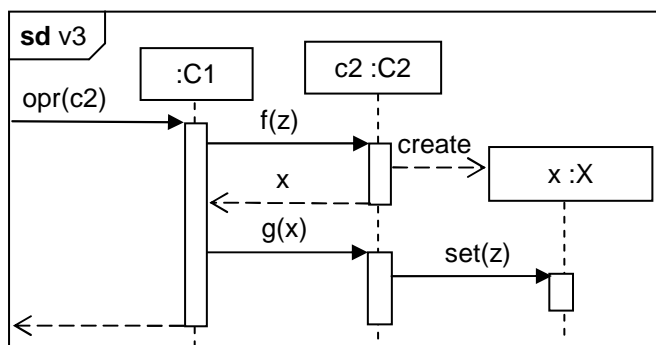 sd v3
:C1
c2 :C2
opr(c2)
f(z)
create
x
x :X
g(x)
set(z)